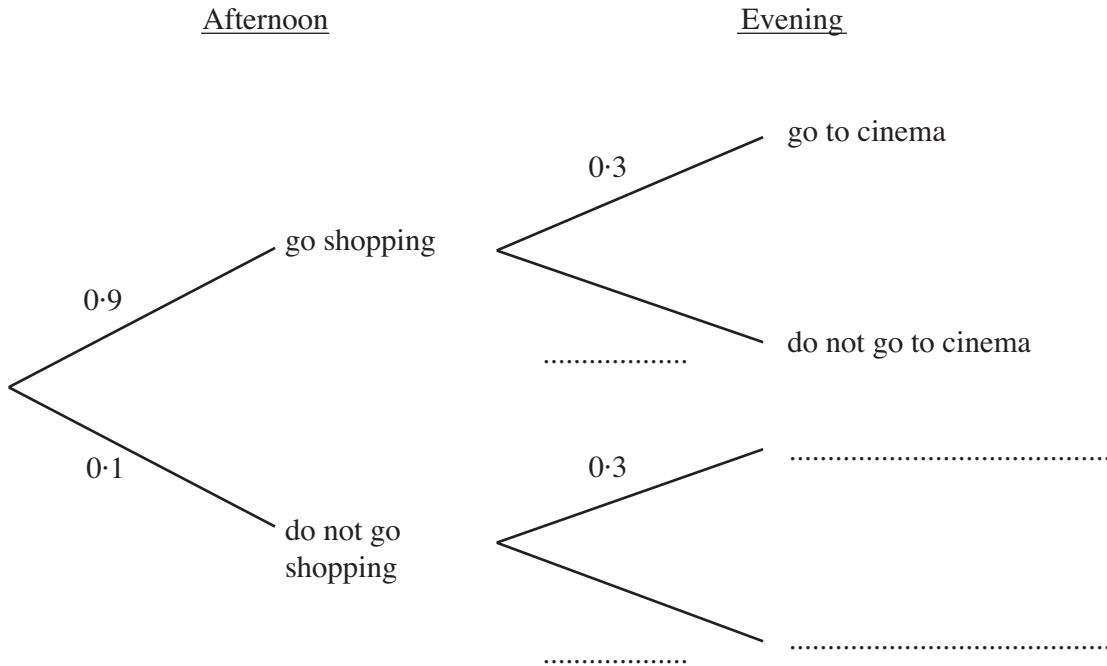 Afternoon
Evening
go to cinema
0·3
go shopping
0·9
do not go to cinema
..................
0·3
........................................
0·1
do not go
shopping
........................................
..................